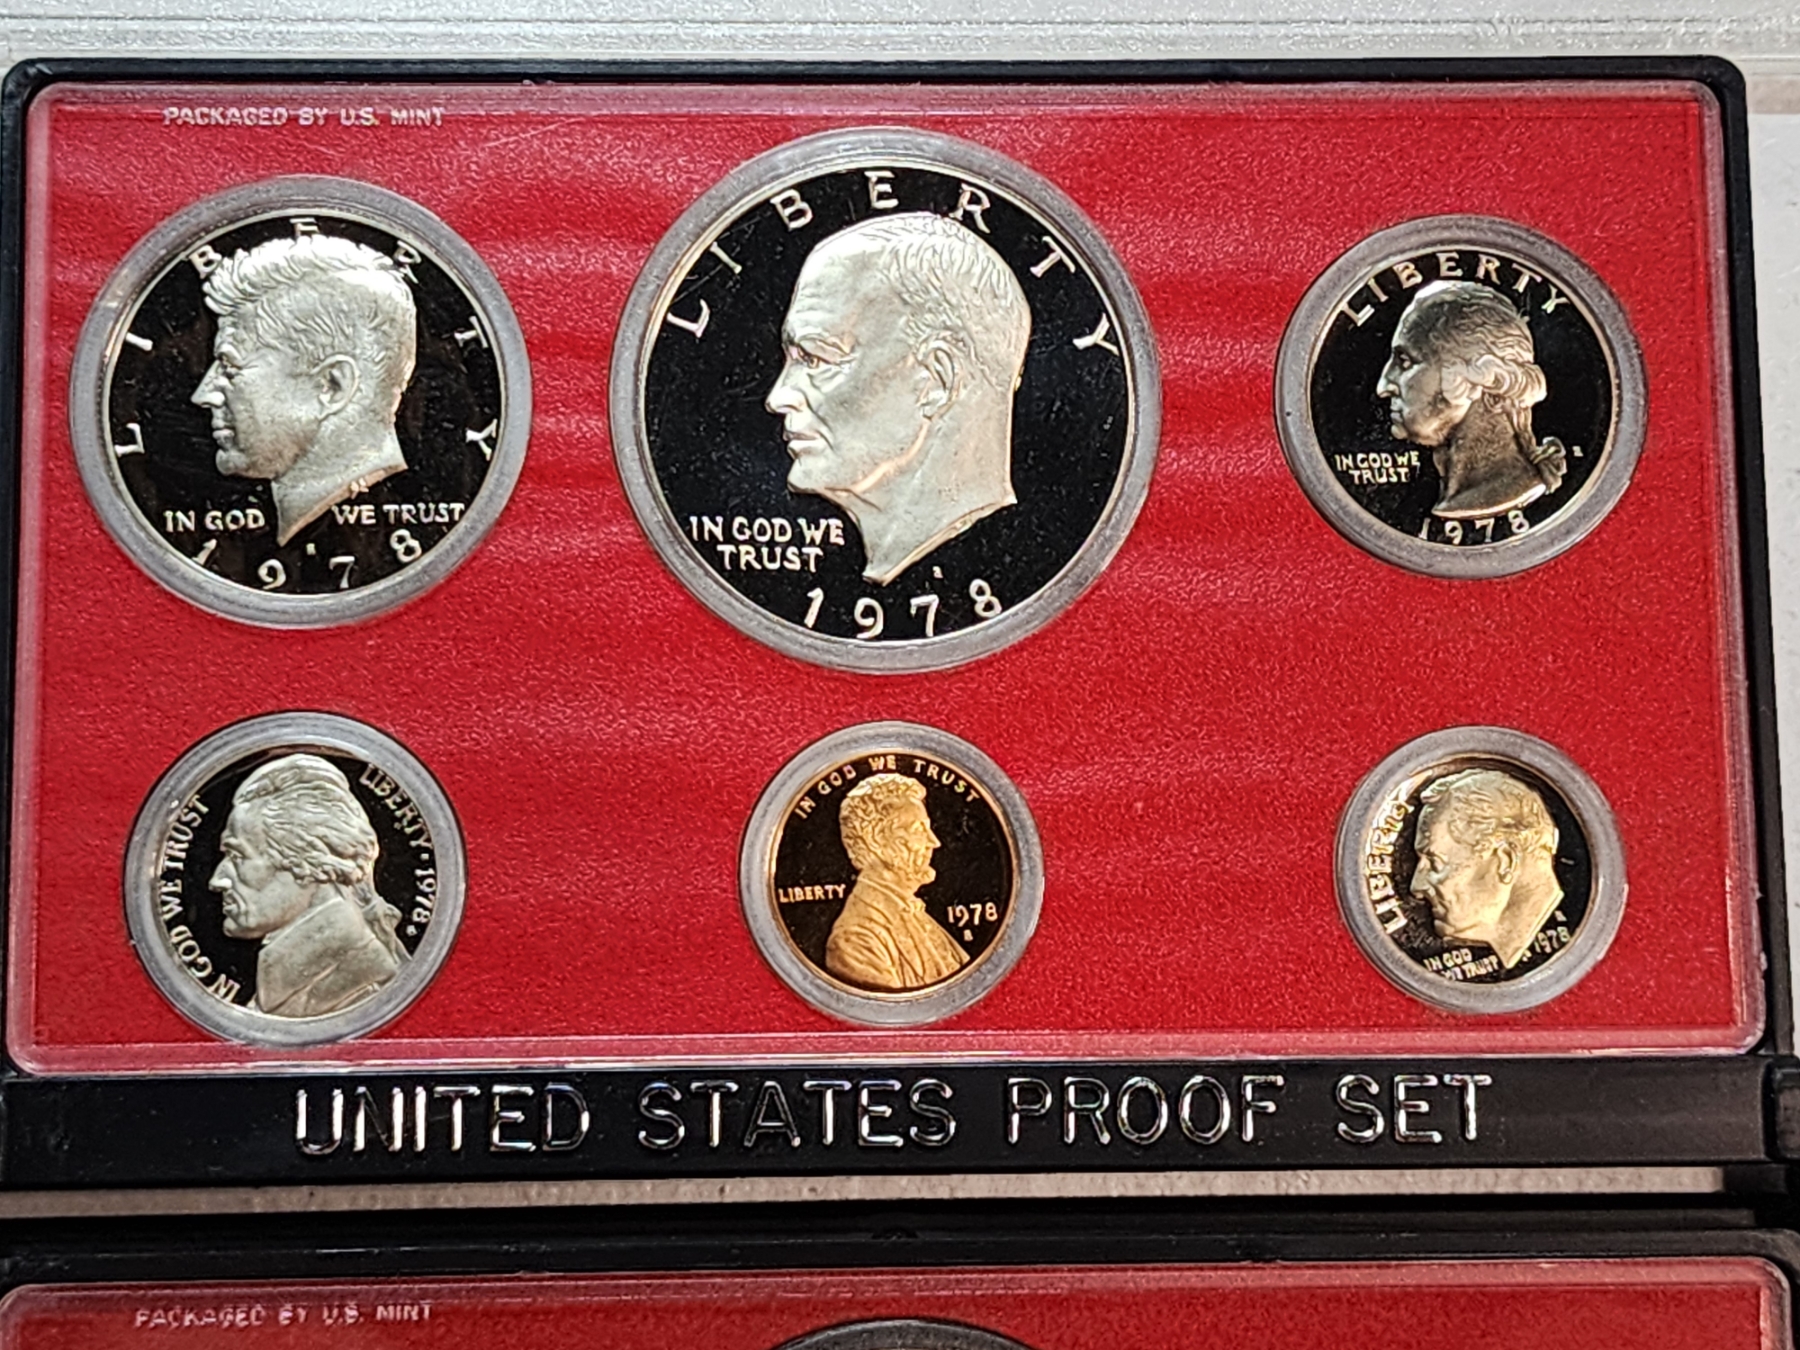 PACKAGED BY U.S. MINT
LIBERTY
IN GOD WE TRUST
1978
LIBERTY
IN GOD WE
TRUST
1978
LIBERTY
IN GOD WE
TRUST
1978
IN GOD WE TRUST
LIBERTY · 1978
IN GOD WE TRUST
LIBERTY
1978
LIBERTY
IN GOD
WE TRUST
1978
UNITED STATES PROOF SET
PACKAGED BY U.S. MINT